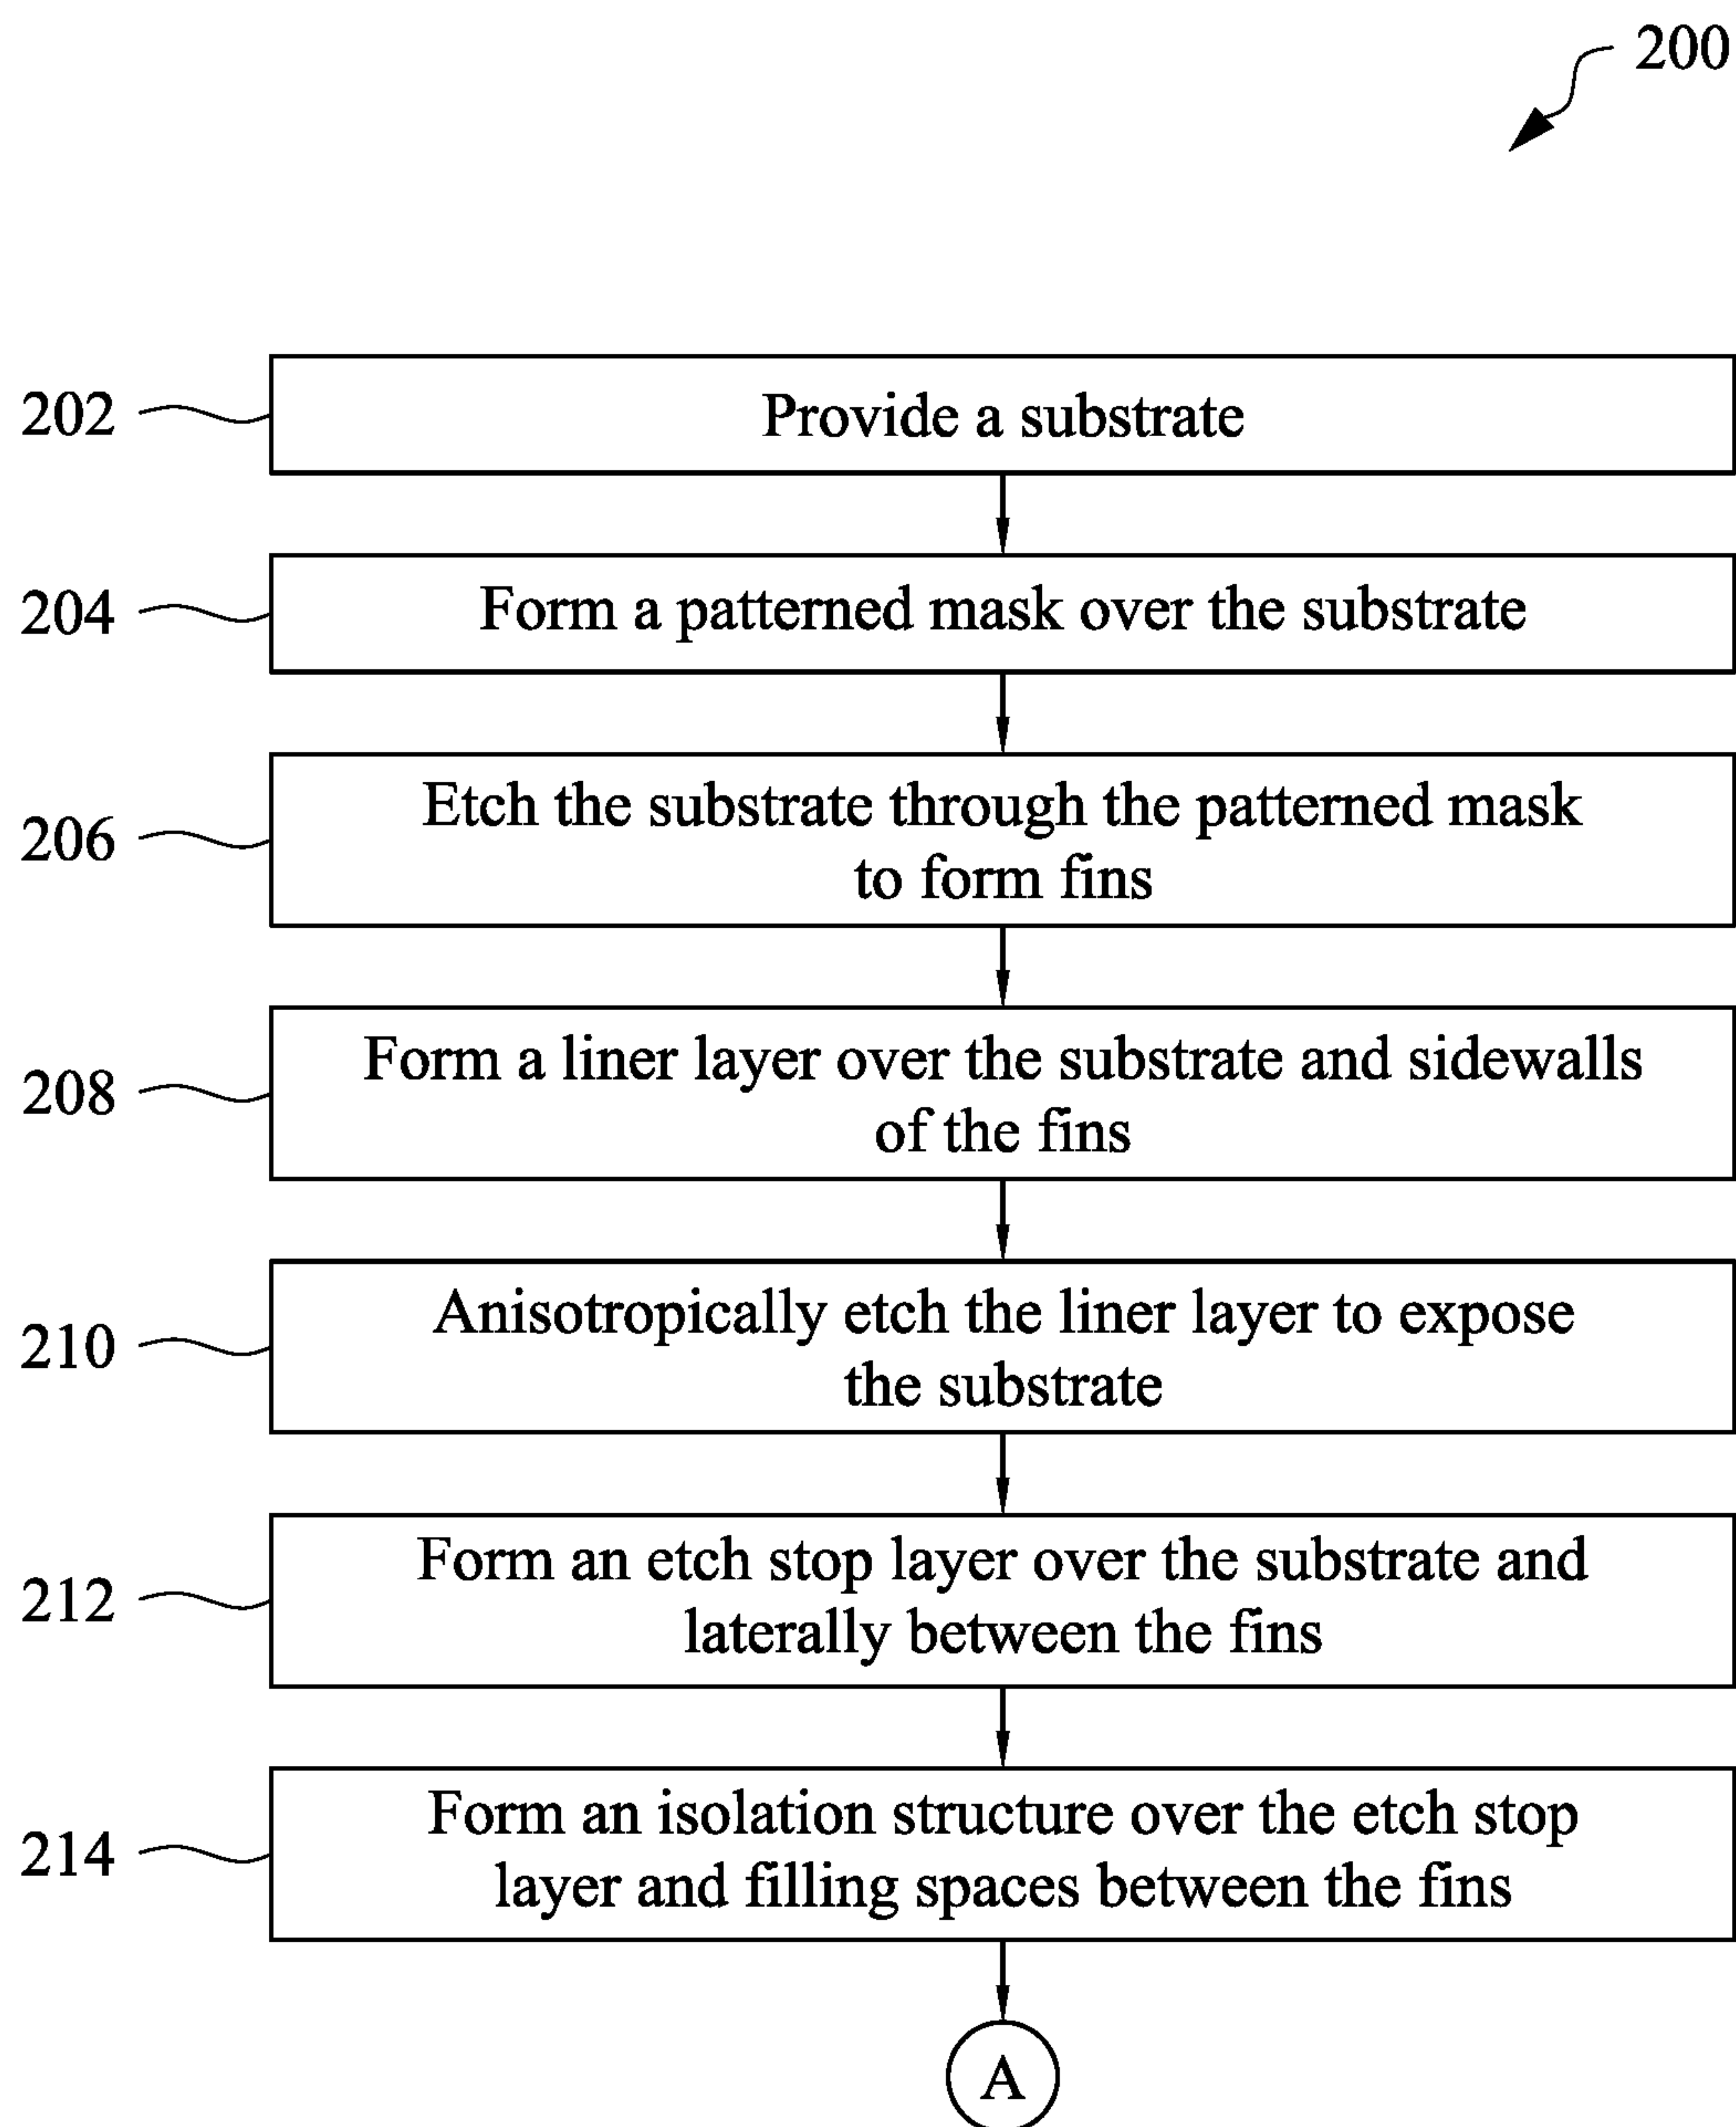 200
202
Provide a substrate
204
Form a patterned mask over the substrate
206
Etch the substrate through the patterned mask
to form fins
208
Form a liner layer over the substrate and sidewalls
of the fins
210
Anisotropically etch the liner layer to expose
the substrate
212
Form an etch stop layer over the substrate and
laterally between the fins
214
Form an isolation structure over the etch stop
layer and filling spaces between the fins
A